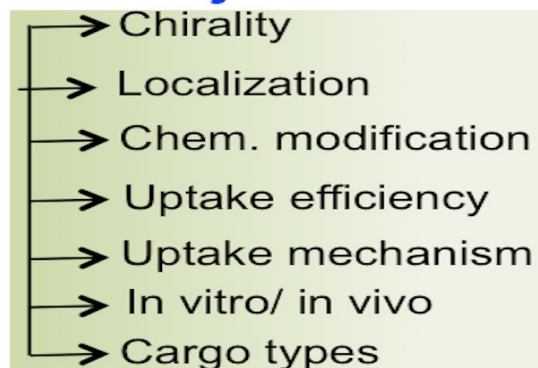 Chirality
Localization
Chem. modification
Uptake efficiency
Uptake mechanism
In vitro/ in vivo
Cargo types